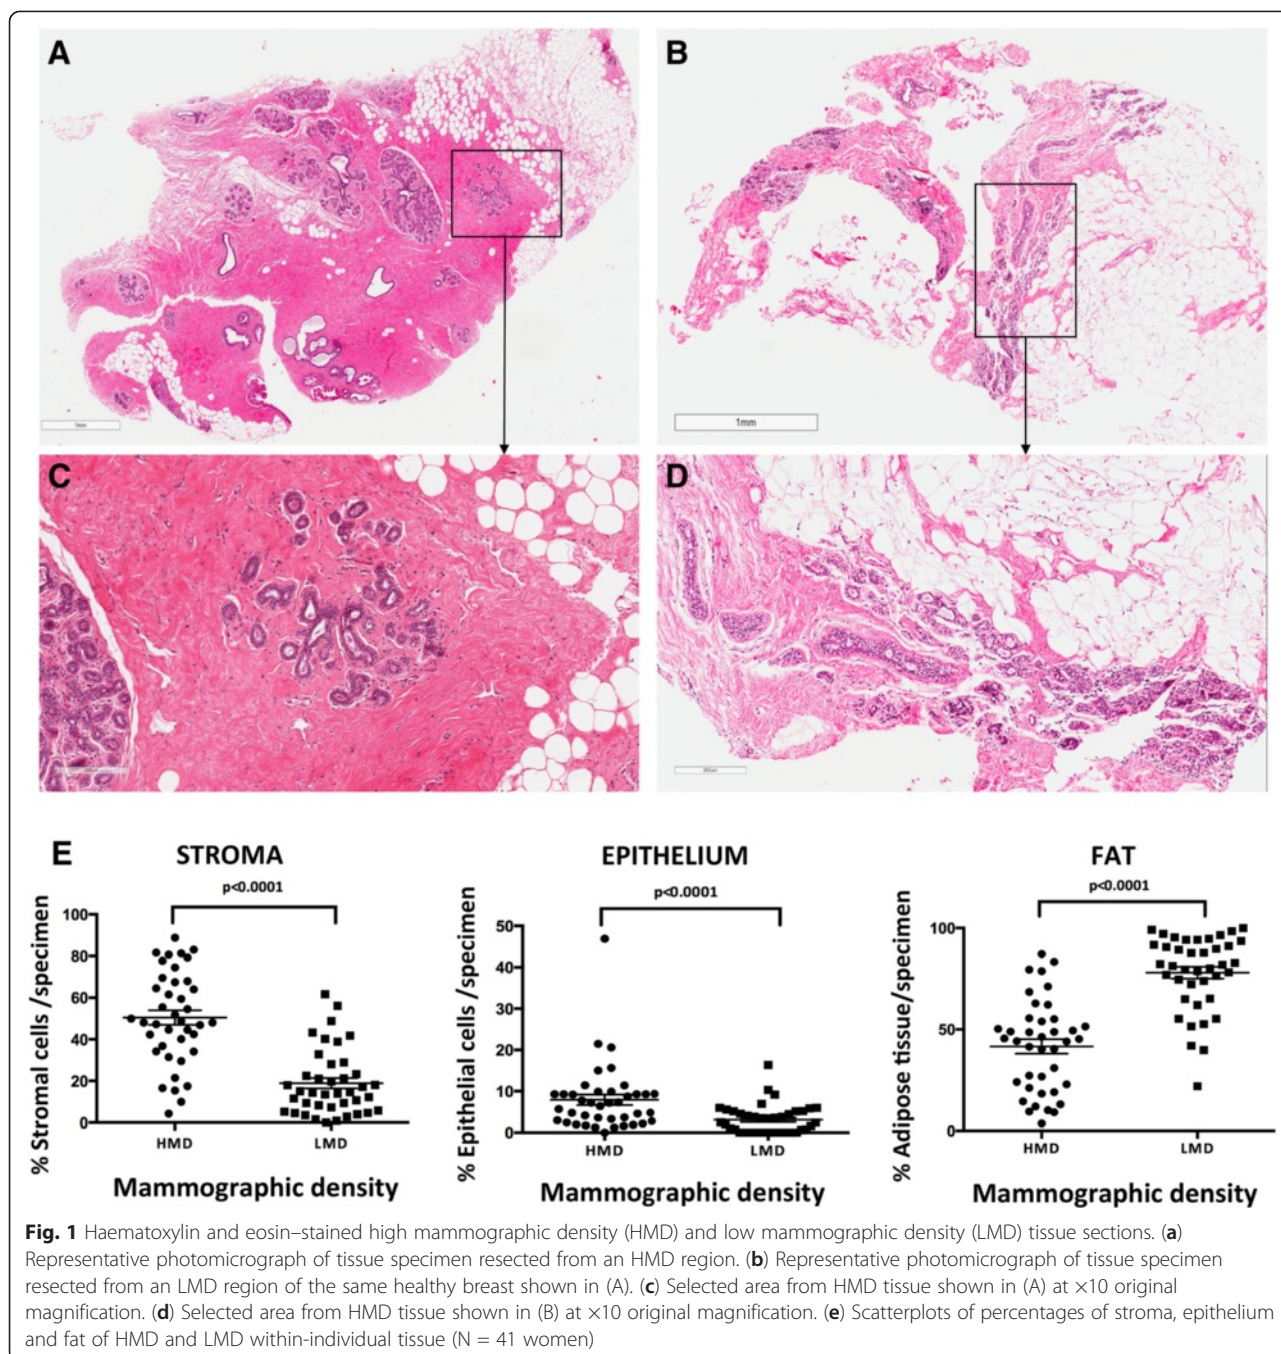 A
B
1mm
1mm
C
D
E
STROMA
EPITHELIUM
FAT
p<0.0001
p<0.0001
p<0.0001
% Stromal cells /specimen
100
80
60
40
20
0
HMD
LMD
Mammographic density
% Epithelial cells /specimen
50
40
30
20
10
0
HMD
LMD
Mammographic density
% Adipose tissue/specimen
100
50
0
HMD
LMD
Mammographic density
Fig. 1 Haematoxylin and eosin–stained high mammographic density (HMD) and low mammographic density (LMD) tissue sections. (a)
Representative photomicrograph of tissue specimen resected from an HMD region. (b) Representative photomicrograph of tissue specimen
resected from an LMD region of the same healthy breast shown in (A). (c) Selected area from HMD tissue shown in (A) at ×10 original
magnification. (d) Selected area from HMD tissue shown in (B) at ×10 original magnification. (e) Scatterplots of percentages of stroma, epithelium
and fat of HMD and LMD within-individual tissue (N = 41 women)